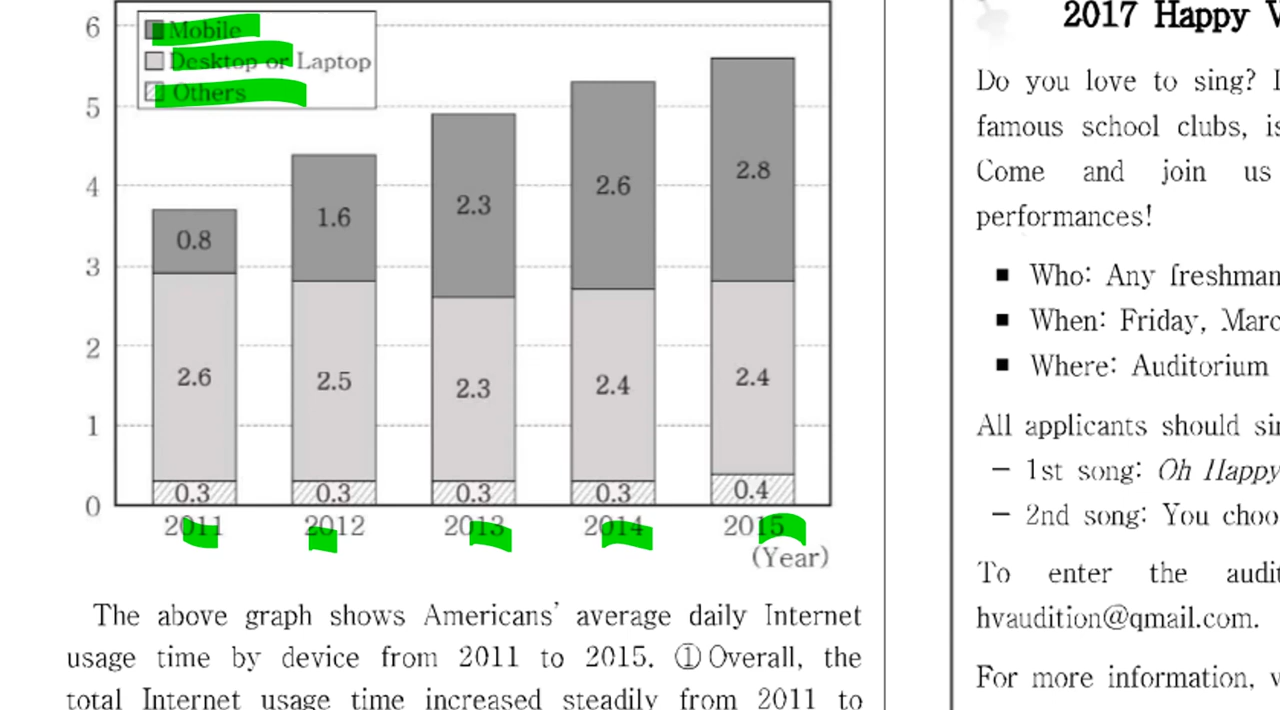 6
Mobile
Desktop or Laptop
Others
5
4
3
2
1
0
0.8
2.6
0.3
1.6
2.5
0.3
2.3
2.3
0.3
2.6
2.4
0.3
2.8
2.4
0.4
2011 2012 2013 2014 2015
(Year)
The above graph shows Americans' average daily Internet
usage time by device from 2011 to 2015. ① Overall, the
total Internet usage time increased steadily from 2011 to
2017 Happy
Do you love to sing?
famous school clubs,
Come and join us
performances!
■ Who: Any freshman
■ When: Friday,
■ Where: Auditorium
All applicants should
– 1st song: Oh Happy
– 2nd song: You
To enter the
hvaudition@qmail.com.
For more information,